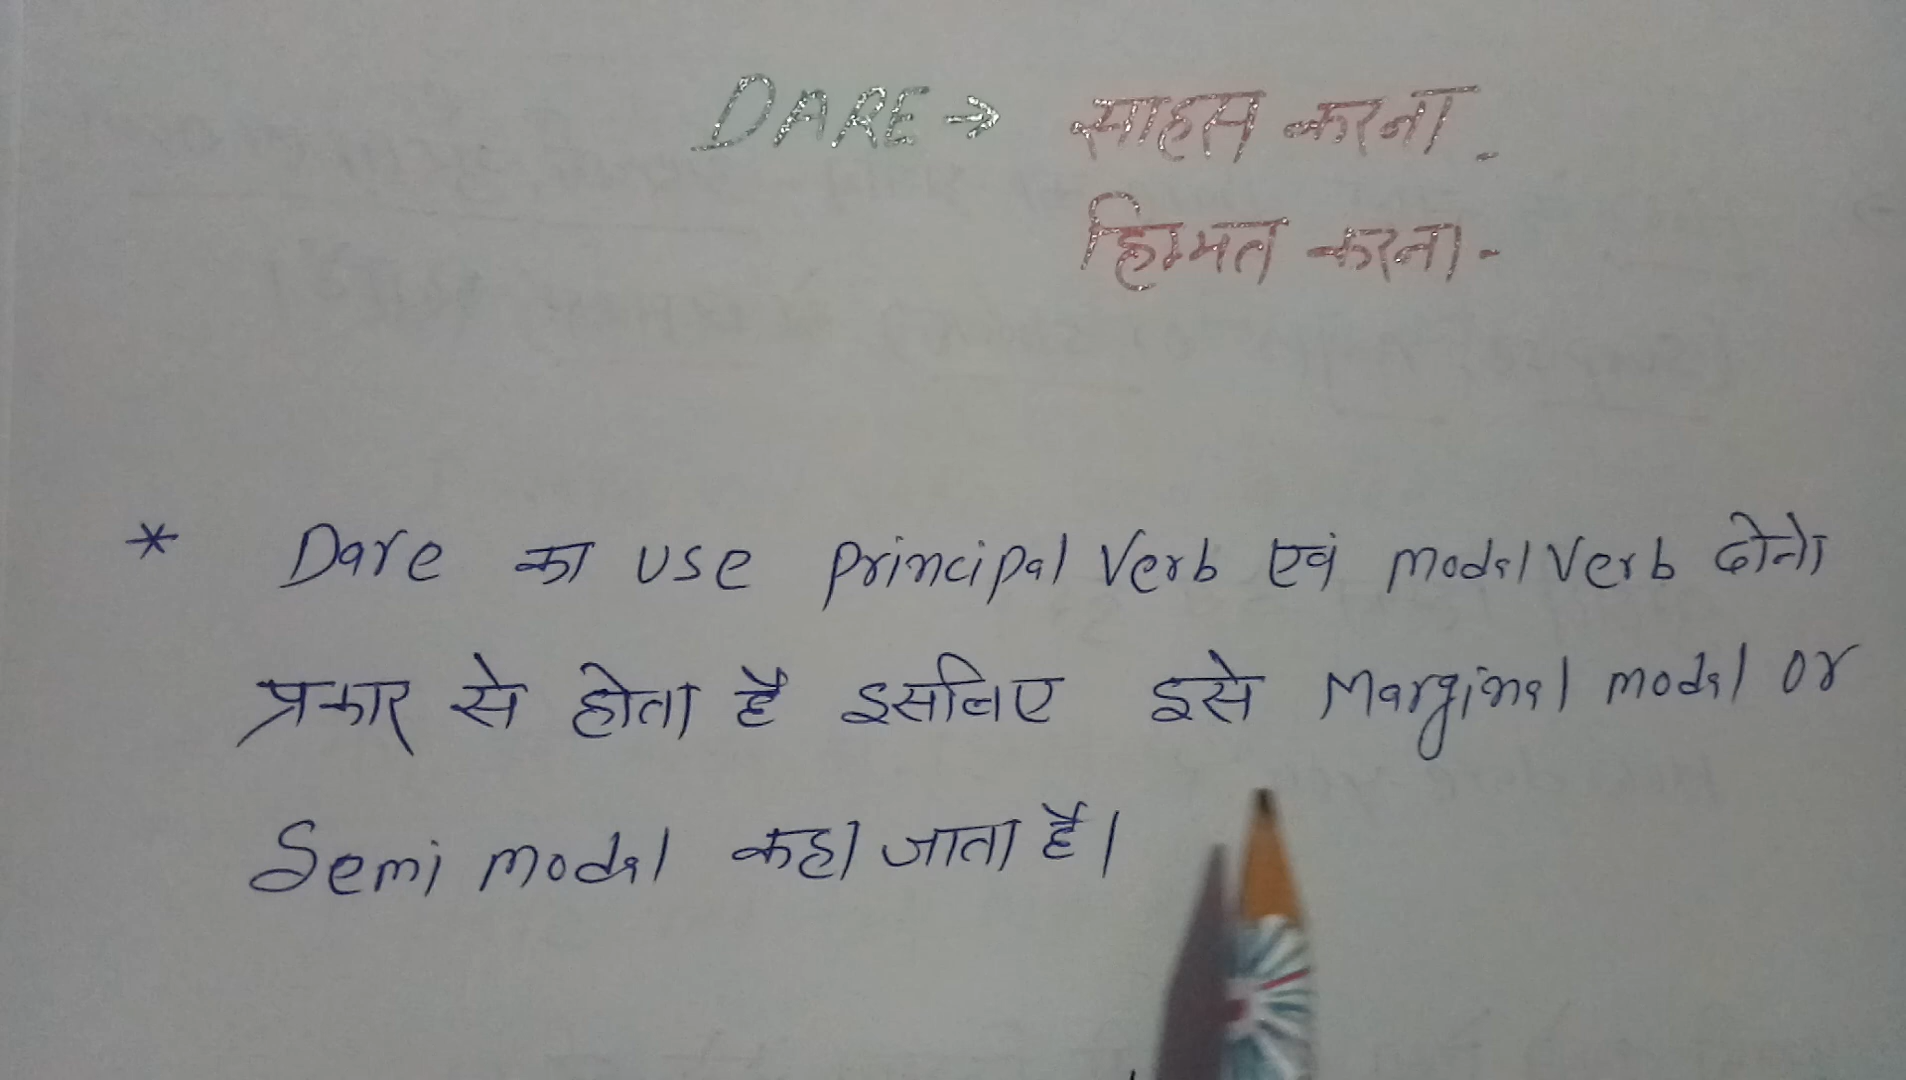 DARE → साहस करना -
हिम्मत करना -
* Dare का use principal verb एवं modal verb दोनो
प्रकार से होता है इसलिए इसे Marginal modal or
Semi modal कहा जाता है।